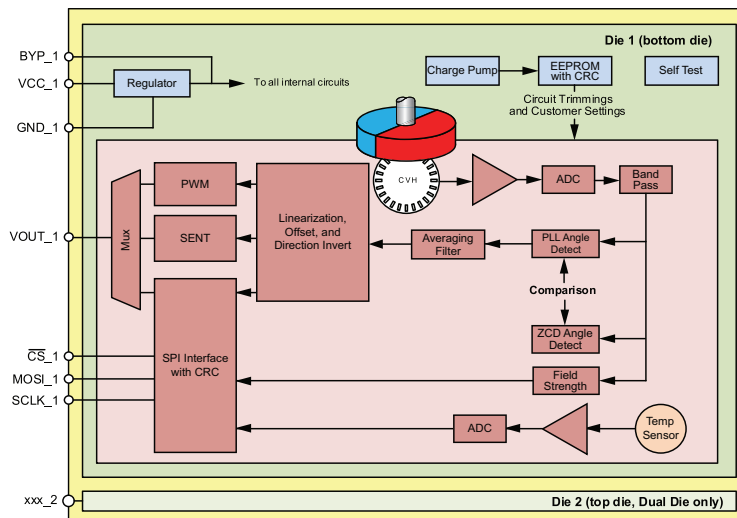 Die 1 (bottom die)
BYP_1
VCC_1
GND_1
Regulator
To all internal circuits
Charge Pump
EEPROM
with CRC
Self Test
Circuit Trimmings
and Customer Settings
CVH
ADC
Band
Pass
PWM
SENT
Mux
VOUT_1
Linearization,
Offset, and
Direction Invert
Averaging
Filter
PLL Angle
Detect
Comparison
ZCD Angle
Detect
Field
Strength
SPI Interface
with CRC
CS_1
MOSI_1
SCLK_1
ADC
Temp
Sensor
xxx_2
Die 2 (top die, Dual Die only)